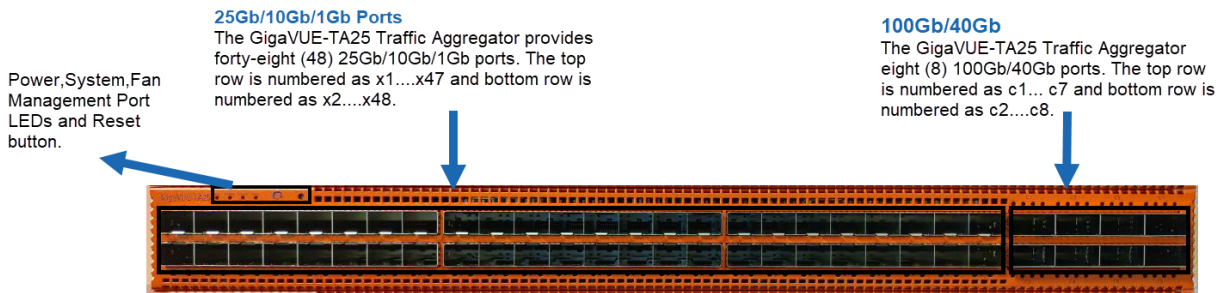 25Gb/10Gb/1Gb Ports
The GigaVUE-TA25 Traffic Aggregator provides
forty-eight (48) 25Gb/10Gb/1Gb ports. The top
row is numbered as x1....x47 and bottom row is
numbered as x2....x48.
100Gb/40Gb
The GigaVUE-TA25 Traffic Aggregator
eight (8) 100Gb/40Gb ports. The top row
is numbered as c1... c7 and bottom row is
numbered as c2....c8.
Power,System,Fan
Management Port
LEDs and Reset
button.
GigaVUE-TA25